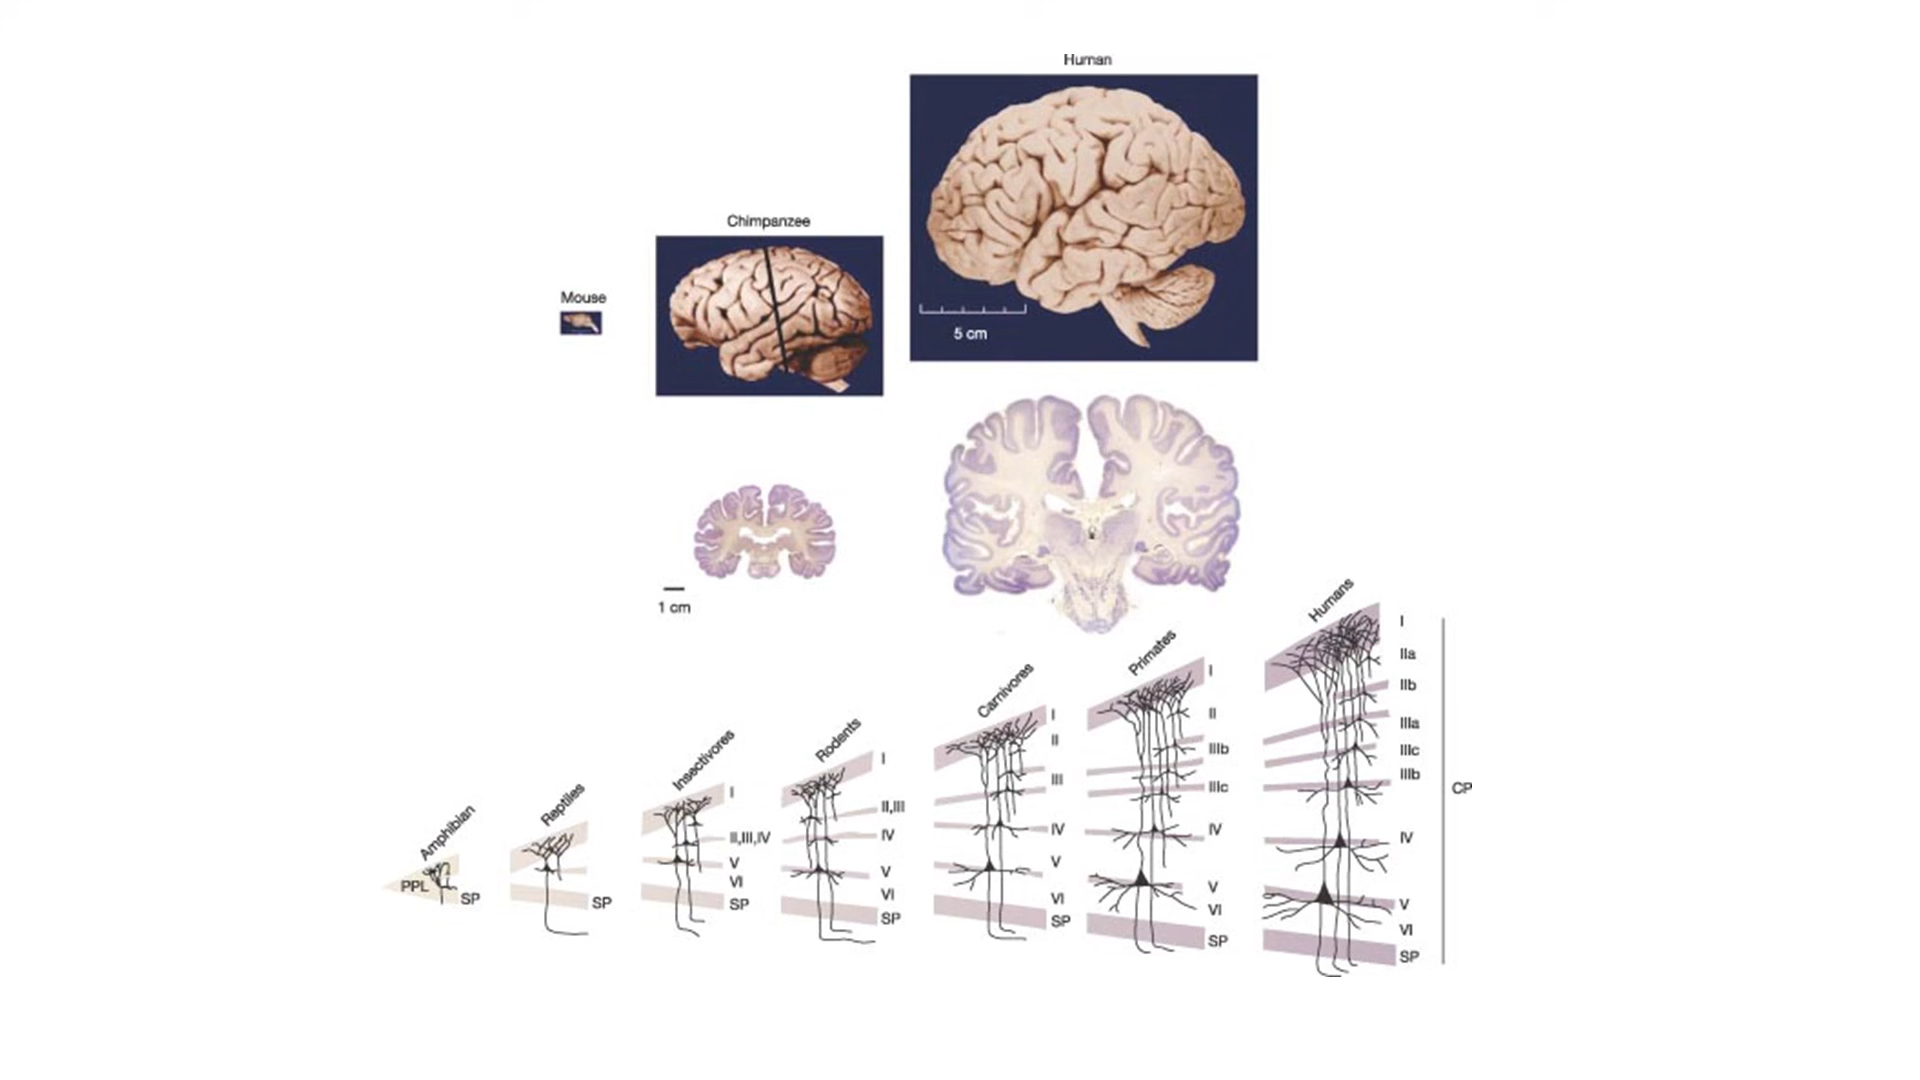 Human
Chimpanzee
Mouse
5 cm
1 cm
Amphibian
PPL
SP
Reptiles
SP
Insectivores
I
II,III,IV
V
VI
SP
Rodents
I
II,III
IV
V
VI
SP
Carnivores
I
II
III
IV
V
VI
SP
Primates
I
II
IIIb
IIIc
IV
V
VI
SP
Humans
I
IIa
IIb
IIIa
IIIc
IIIb
IV
V
VI
SP
CP